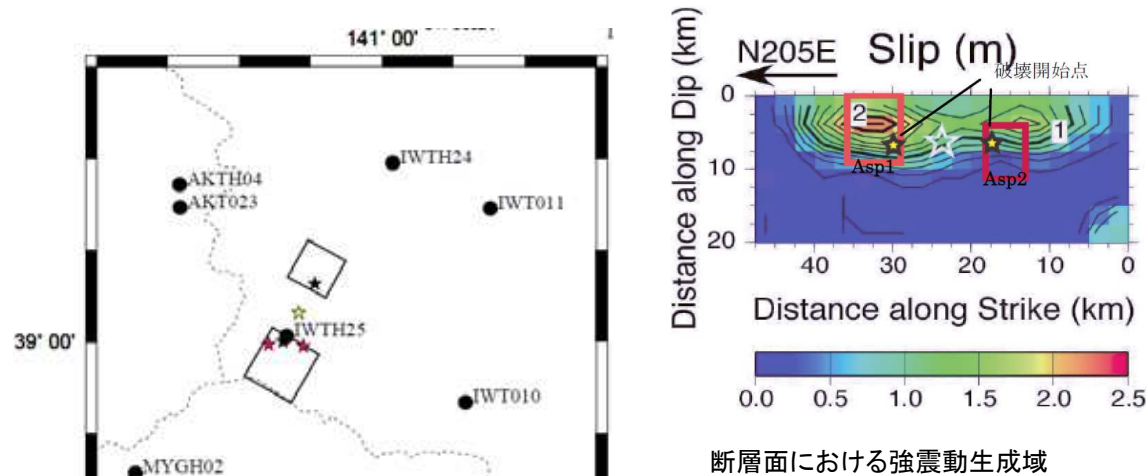 141° 00'
IWTH24
AKTH04
AKT023
IWT011
IWTH25
39° 00'
IWT010
MYGH02
N205E
Slip (m)
破壊開始点
Distance along Dip (km)
0
10
20
2
1
Asp1
Asp2
40
30
20
10
0
Distance along Strike (km)
0.0
0.5
1.0
1.5
2.0
2.5
断層面における強震動生成域